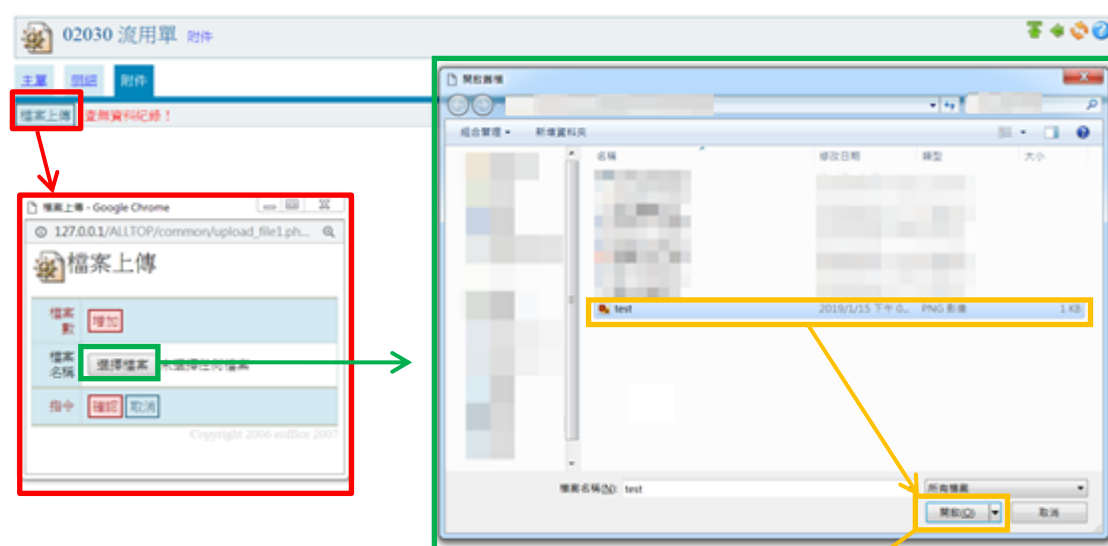 02030 流用單 附件
主單 明細 附件
檔案上傳 查無資料紀錄！
檔案上傳 - Google Chrome
127.0.0.1/ALLTOP/common/upload_file1.ph...
檔案上傳
檔案數 增加
檔案名稱 選擇檔案 未選擇任何檔案
指令 確認 取消
Copyright 2006 eoffice 2007
開啟舊檔
組合管理 新增資料夾
名稱 修改日期 類型 大小
test 2019/1/15 下午 0... PNG 影像 1 KB
檔案名稱(N): test 所有檔案
開啟(O) 取消